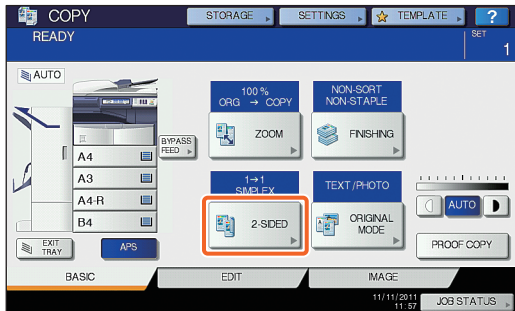 COPY
STORAGE
SETTINGS
TEMPLATE
?
READY
SET
1
AUTO
100 %
ORG → COPY
NON-SORT
NON-STAPLE
ZOOM
FINISHING
BYPASS
FEED
A4
A3
A4-R
B4
1→1
SIMPLEX
TEXT/PHOTO
2-SIDED
ORIGINAL
MODE
AUTO
EXIT
TRAY
APS
PROOF COPY
BASIC
EDIT
IMAGE
11/11/2011
11:57
JOB STATUS